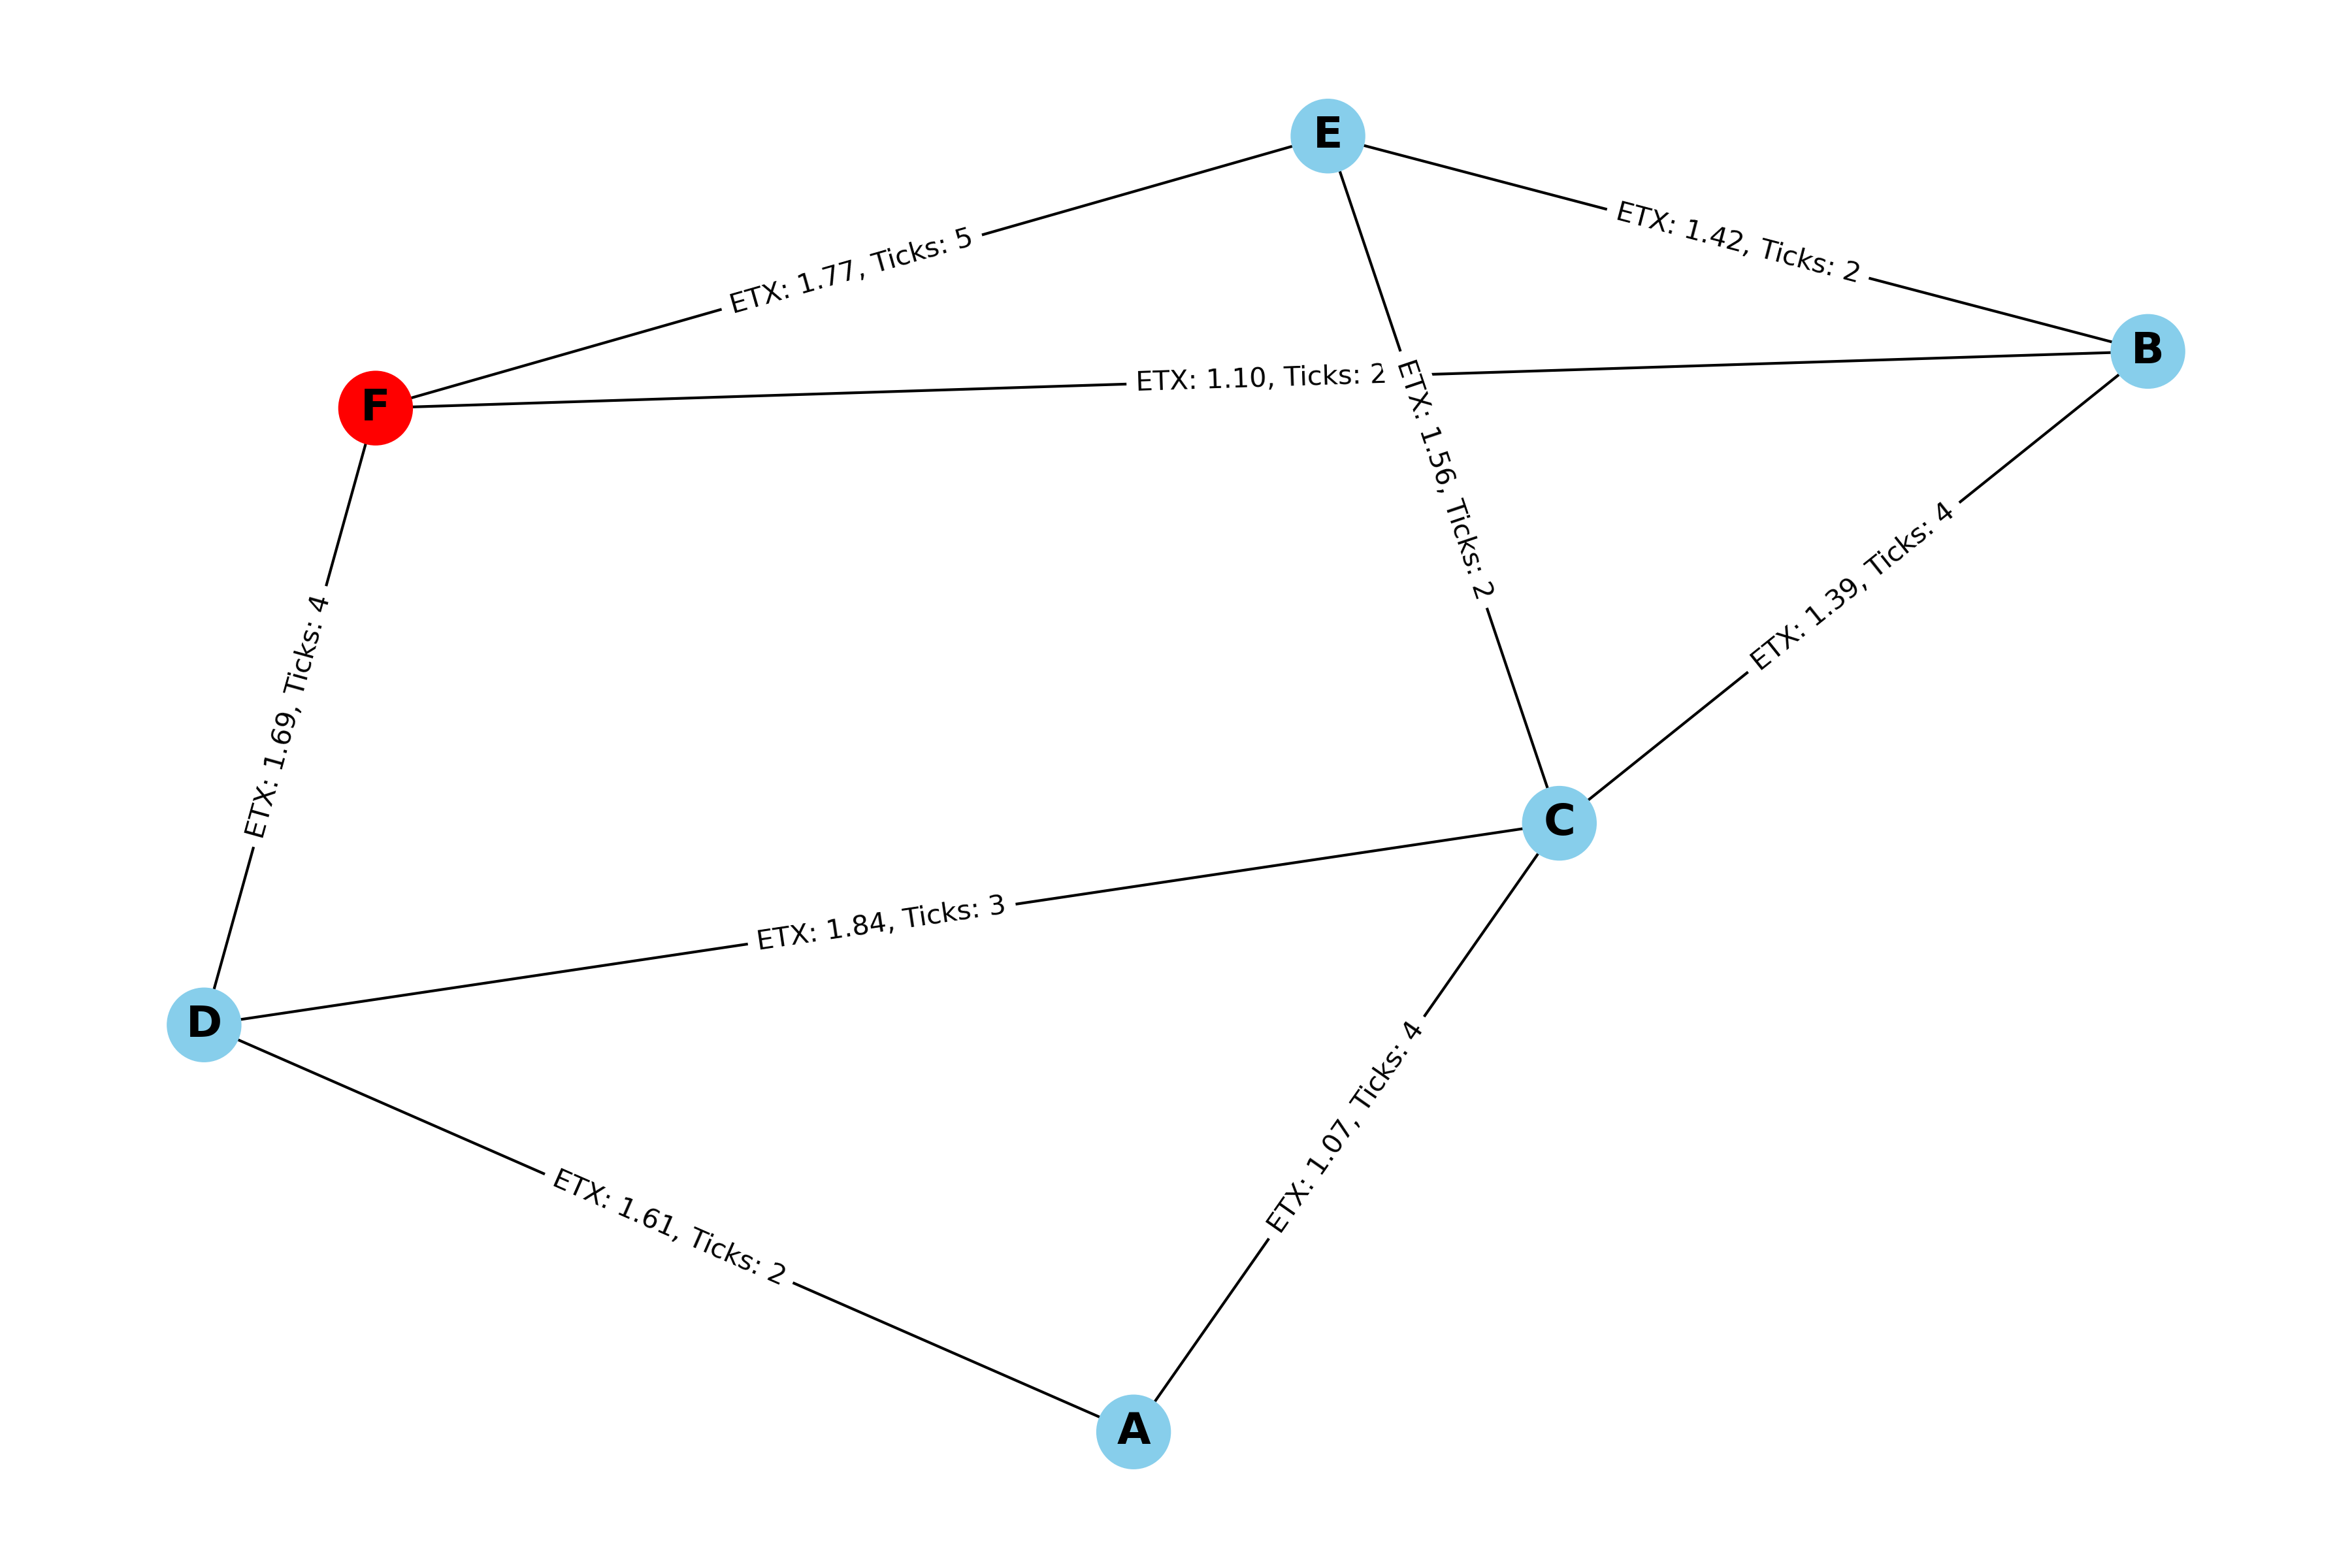 E
ETX: 1.42, Ticks: 2
ETX: 1.77, Ticks: 5
B
ETX: 1.10, Ticks: 2
F
ETX: 1.56, Ticks: 2
ETX: 1.39, Ticks: 4
ETX: 1.69, Ticks: 4
C
ETX: 1.84, Ticks: 3
D
ETX: 1.07, Ticks: 4
ETX: 1.61, Ticks: 2
A